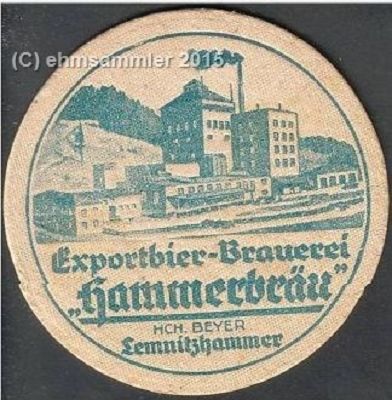 (C) ehmsammler 2015
Exportbier-Brauerei
„Hammerbräu"
HCH. BEYER
Lemnitzhammer